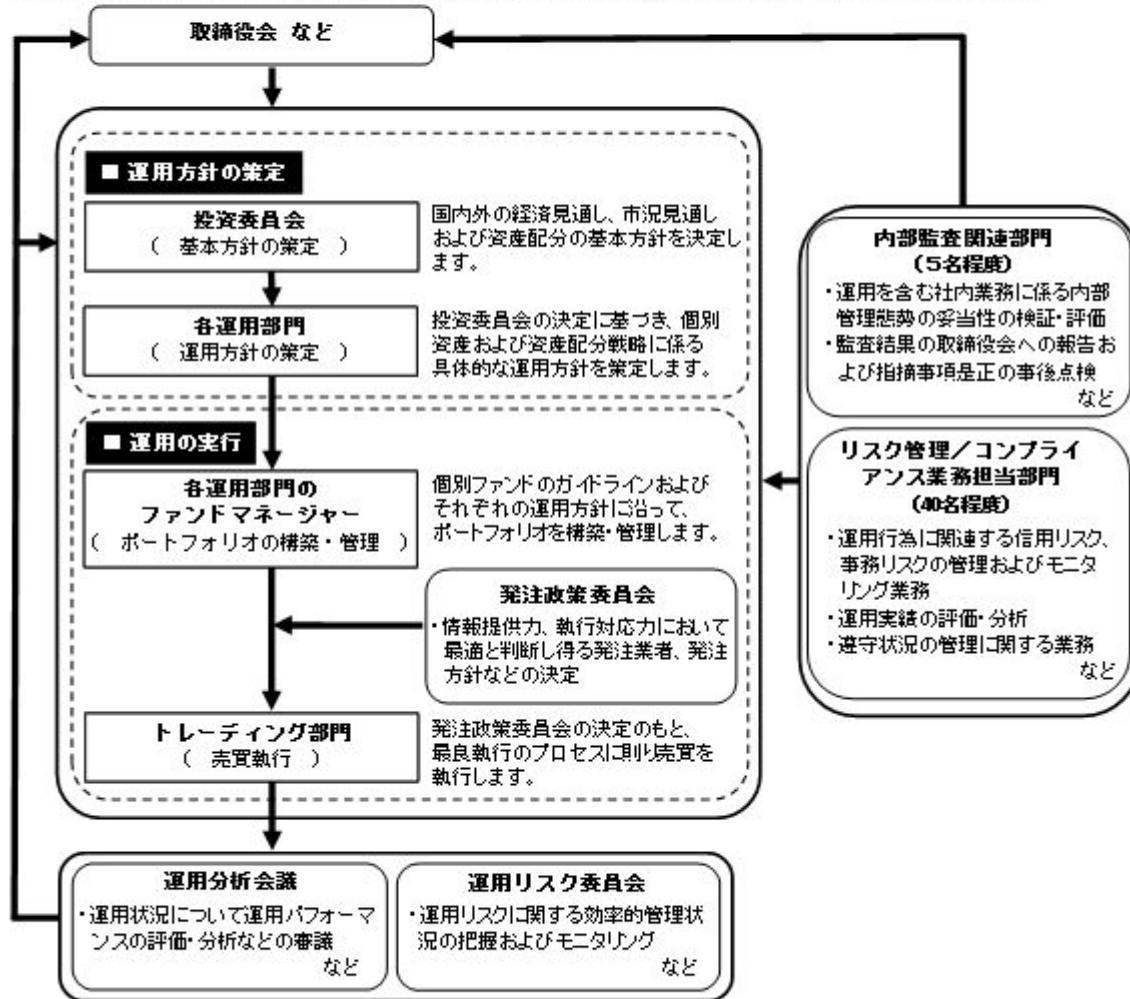 取締役会 など
■ 運用方針の策定
投資委員会
( 基本方針の策定 )
国内外の経済見通し、市況見通し
および資産配分の基本方針を決定し
ます。
各運用部門
( 運用方針の策定 )
投資委員会の決定に基づき、個別
資産および資産配分戦略に係る
具体的な運用方針を策定します。
■ 運用の実行
各運用部門の
ファンドマネージャー
( ポートフォリオの構築・管理 )
個別ファンドのガイドラインおよび
それぞれの運用方針に沿って、
ポートフォリオを構築・管理します。
発注政策委員会
・情報提供力、執行対応力において
最適と判断し得る発注業者、発注
方針などの決定
トレーディング部門
( 売買執行 )
発注政策委員会の決定のもと、
最良執行のプロセスに則り売買を
執行します。
運用分析会議
・運用状況について運用パフォーマ
ンスの評価・分析などの審議
など
運用リスク委員会
・運用リスクに関する効率的管理状
況の把握およびモニタリング
など
内部監査関連部門
(5名程度)
・運用を含む社内業務に係る内部
管理態勢の妥当性の検証・評価
・監査結果の取締役会への報告お
よび指摘事項是正の事後点検
など
リスク管理/コンプライ
アンス業務担当部門
(40名程度)
・運用行為に関連する信用リスク、
事務リスクの管理およびモニタ
リング業務
・運用実績の評価・分析
・遵守状況の管理に関する業務
など